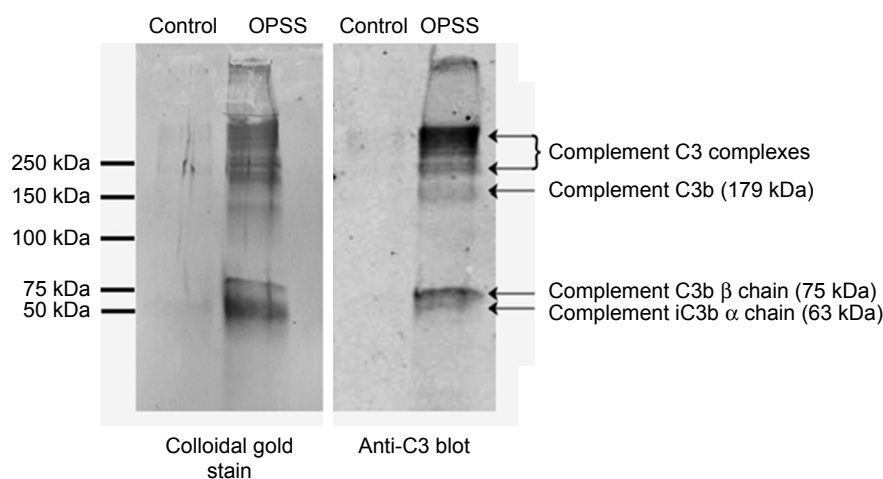 Control OPSS Control OPSS
250 kDa
150 kDa
100 kDa
75 kDa
50 kDa
Complement C3 complexes
Complement C3b (179 kDa)
Complement C3b β chain (75 kDa)
Complement iC3b α chain (63 kDa)
Colloidal gold
stain
Anti-C3 blot